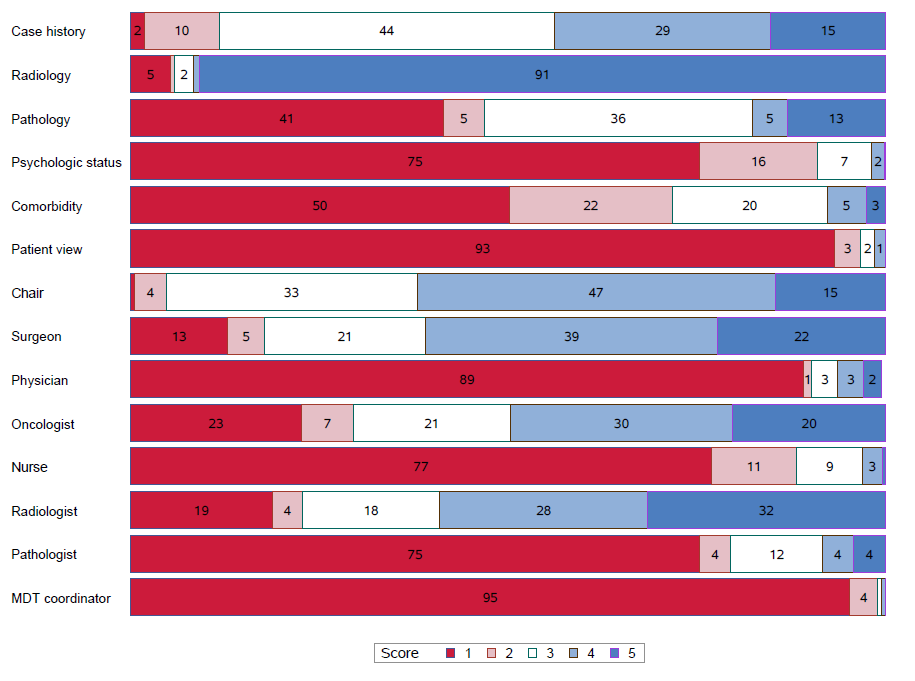 Case history 2 10 44 29 15
Radiology 5 2 91
Pathology 41 5 36 5 13
Psychologic status 75 16 7 2
Comorbidity 50 22 20 5 3
Patient view 93 3 2 1
Chair 4 33 47 15
Surgeon 13 5 21 39 22
Physician 89 1 3 3 2
Oncologist 23 7 21 30 20
Nurse 77 11 9 3
Radiologist 19 4 18 28 32
Pathologist 75 4 12 4 4
MDT coordinator 95 4
Score 1 2 3 4 5